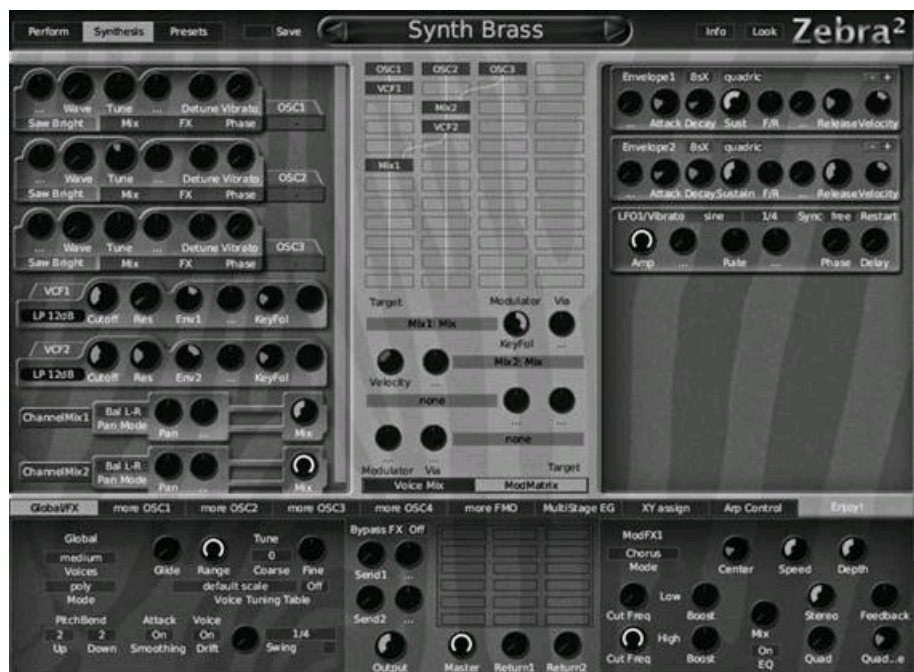 Perform Synthesis Presets Save Synth Brass Info Look Zebra²
... Wave Tune ... Detune Vibrato OSC1
Saw Bright Mix FX Phase -
... Wave Tune ... Detune Vibrato OSC2
Saw Bright Mix FX Phase -
... Wave Tune ... Detune Vibrato OSC3
Saw Bright Mix FX Phase -
VCF1
LP 12dB Cutoff Res Env1 ... KeyFol
VCF2
LP 12dB Cutoff Res Env2 ... KeyFol
ChannelMix1 Bal L-R
Pan Mode Pan ... Mix
ChannelMix2 Bal L-R
Pan Mode Pan ... Mix
OSC1 OSC2 OSC3
VCF1
Mix2
VCF2
Mix1
Target Modulator Via
Mix1: Mix
KeyFol ...
Mix2: Mix
Velocity ...
none
... ...
none
Modulator Via Target
Voice Mix ModMatrix
Envelope1 8sX quadric - +
... Attack Decay Sust F/R ... Release Velocity
Envelope2 8sX quadric - +
... Attack Decay Sustain F/R ... Release Velocity
LFO1/Vibrato sine 1/4 Sync free Restart
Amp ... Rate ... Phase Delay
Global/FX more OSC1 more OSC2 more OSC3 more OSC4 more FMO MultiStage EG XY assign Arp Control Enjoy!
Global
medium
Voices
poly
Mode
Glide Range
Tune
0
Coarse Fine
default scale Off
Voice Tuning Table
PitchBend Attack Voice
2 2 On On 1/4
Up Down Smoothing Drift Swing
Bypass FX Off
Send1 ...
Send2 ...
Output Master Return1 Return2
ModFX1
Chorus
Mode
Center Speed Depth
Low
Cut Freq Boost Stereo Feedback
High Mix
Cut Freq Boost On Quad Quad...e
EQ